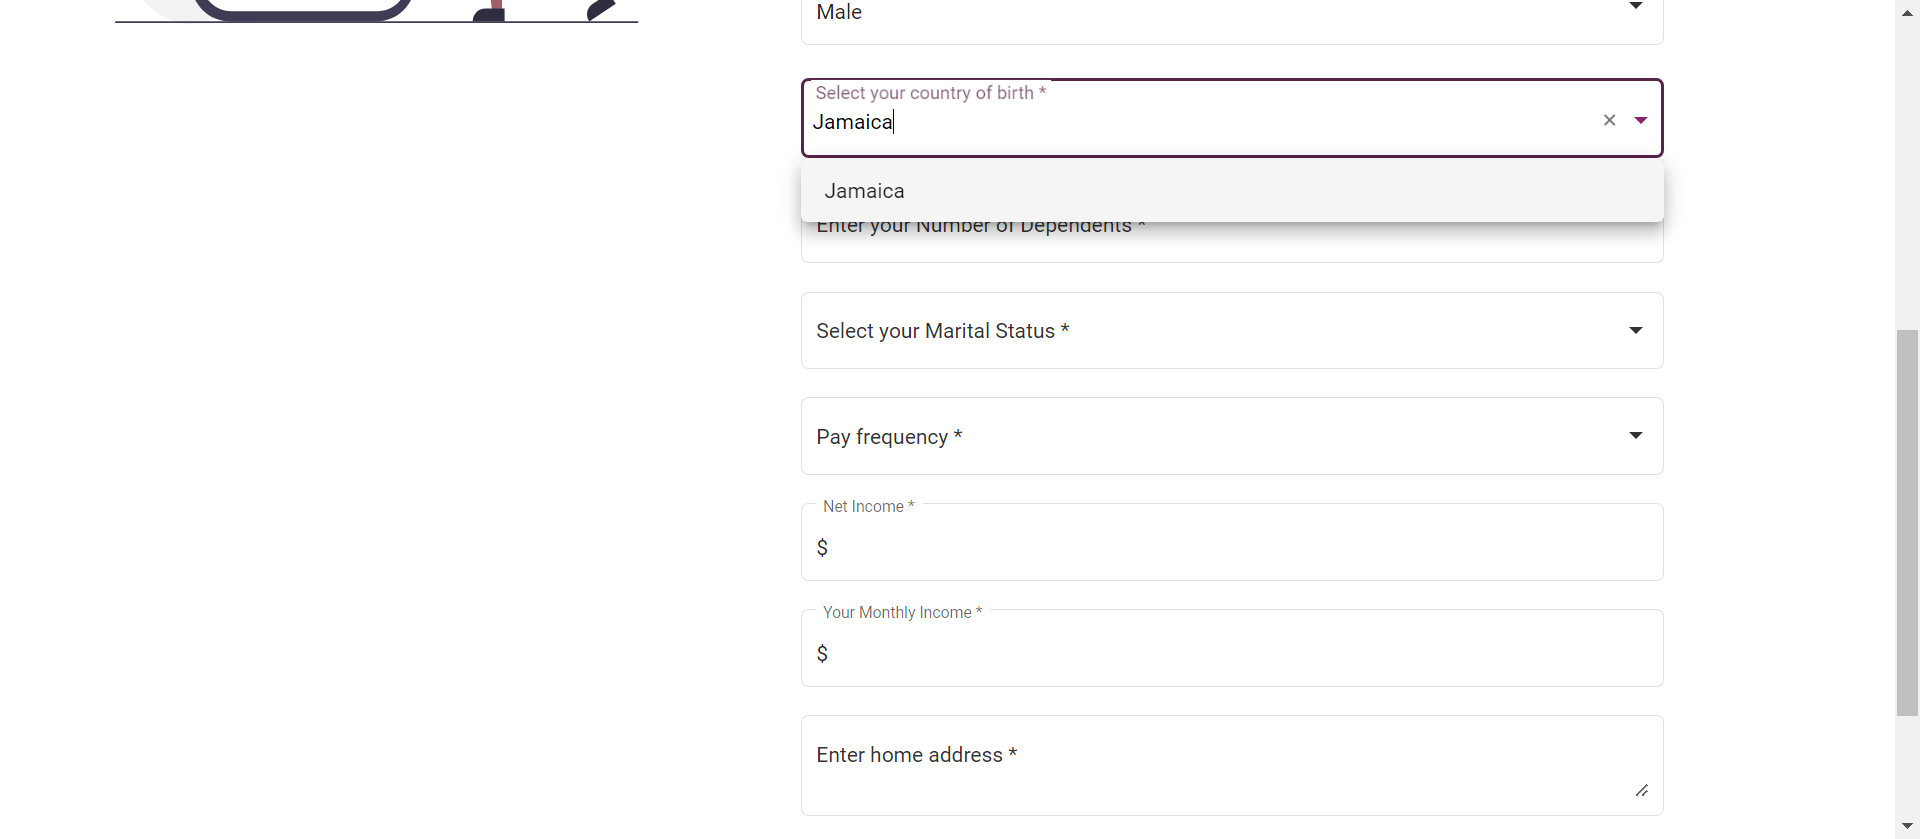 Male
Select your country of birth *
Jamaica
Jamaica
Enter your Number of Dependents *
Select your Marital Status *
Pay frequency *
Net Income *
$
Your Monthly Income *
$
Enter home address *